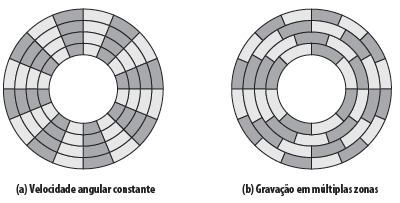 (a) Velocidade angular constante
(b) Gravação em múltiplas zonas